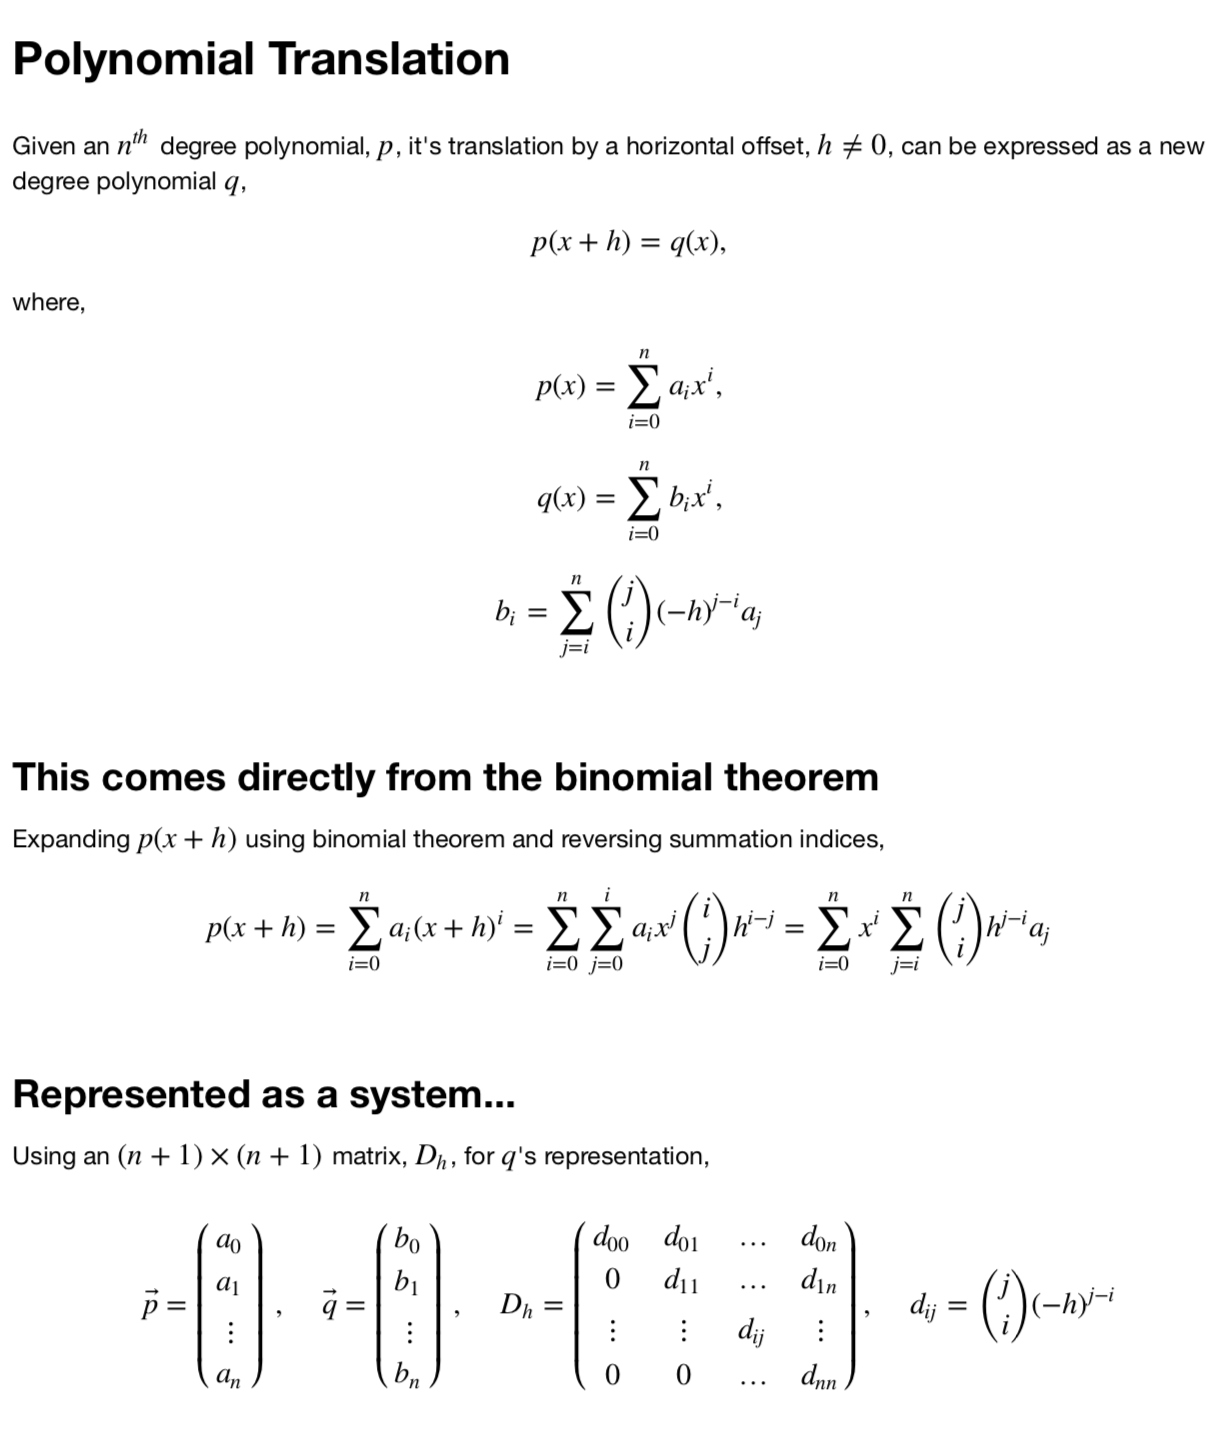 Polynomial Translation
Given an $n^{th}$ degree polynomial, $p$, it's translation by a horizontal offset, $h \neq 0$, can be expressed as a new
degree polynomial $q$,
$p(x + h) = q(x),$
where,
$p(x) = \sum_{i=0}^{n} a_i x^i,$
$q(x) = \sum_{i=0}^{n} b_i x^i,$
$b_i = \sum_{j=i}^{n} \binom{j}{i} (-h)^{j-i} a_j$
This comes directly from the binomial theorem
Expanding $p(x + h)$ using binomial theorem and reversing summation indices,
$p(x + h) = \sum_{i=0}^{n} a_i (x + h)^i = \sum_{i=0}^{n} \sum_{j=0}^{i} a_i x^j \binom{i}{j} h^{i-j} = \sum_{i=0}^{n} x^i \sum_{j=i}^{n} \binom{j}{i} h^{j-i} a_j$
Represented as a system...
Using an $(n + 1) \times (n + 1)$ matrix, $D_h$, for $q$'s representation,
$\vec{p} = \begin{pmatrix} a_0 \\ a_1 \\ \vdots \\ a_n \end{pmatrix}, \quad \vec{q} = \begin{pmatrix} b_0 \\ b_1 \\ \vdots \\ b_n \end{pmatrix}, \quad D_h = \begin{pmatrix} d_{00} & d_{01} & \dots & d_{0n} \\ 0 & d_{11} & \dots & d_{1n} \\ \vdots & \vdots & d_{ij} & \vdots \\ 0 & 0 & \dots & d_{nn} \end{pmatrix}, \quad d_{ij} = \binom{j}{i} (-h)^{j-i}$